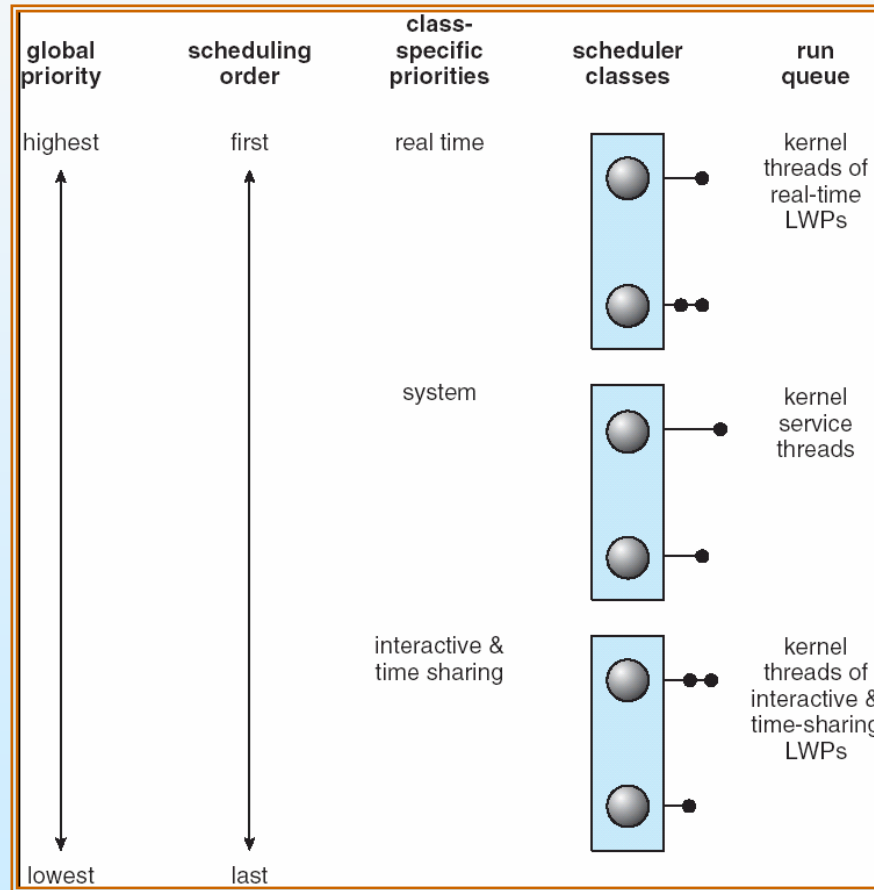 global
priority
scheduling
order
class-
specific
priorities
scheduler
classes
run
queue
highest
first
real time
kernel
threads of
real-time
LWPs
system
kernel
service
threads
interactive &
time sharing
kernel
threads of
interactive &
time-sharing
LWPs
lowest
last